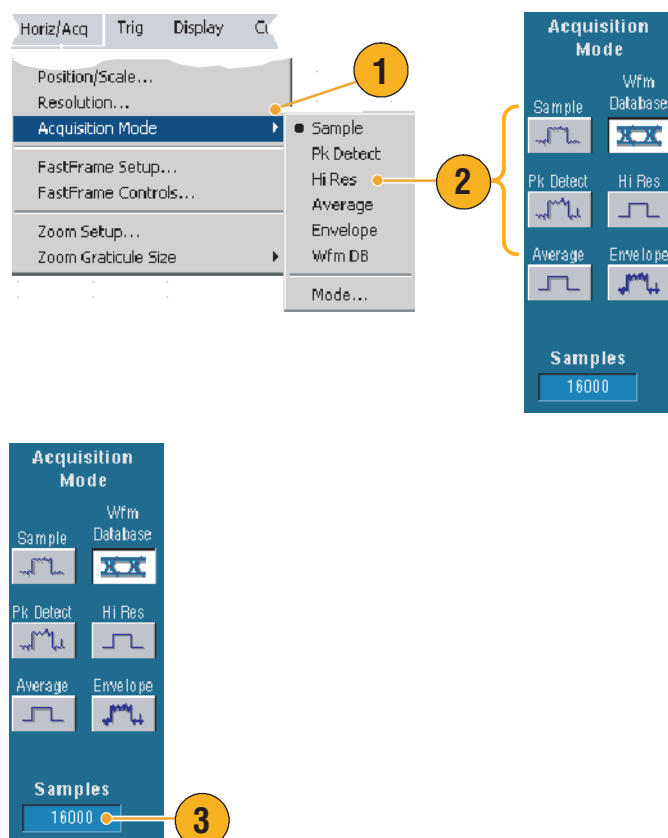 Horiz/Acq Trig Display
Position/Scale...
Resolution...
Acquisition Mode
FastFrame Setup...
FastFrame Controls...
Zoom Setup...
Zoom Graticule Size
1
Sample
Pk Detect
Hi Res
Average
Envelope
Wfm DB
Mode...
2
Acquisition
Mode
Sample
Wfm
Database
Pk Detect Hi Res
Average Envelope
Samples
16000
Acquisition
Mode
Sample
Wfm
Database
Pk Detect Hi Res
Average Envelope
Samples
16000
3